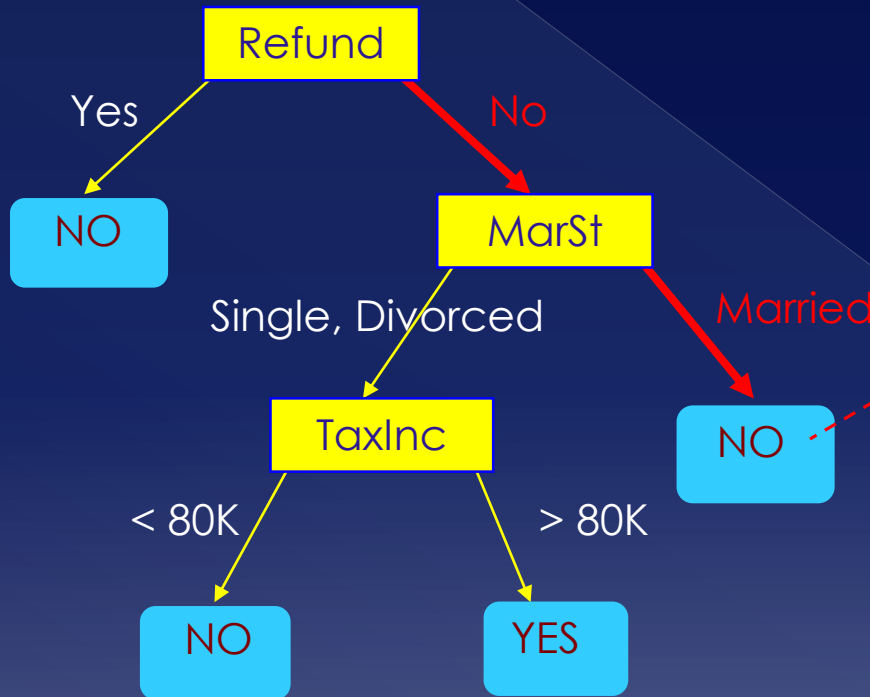 Refund
Yes
No
NO
MarSt
Single, Divorced
Married
TaxInc
NO
< 80K
> 80K
NO
YES